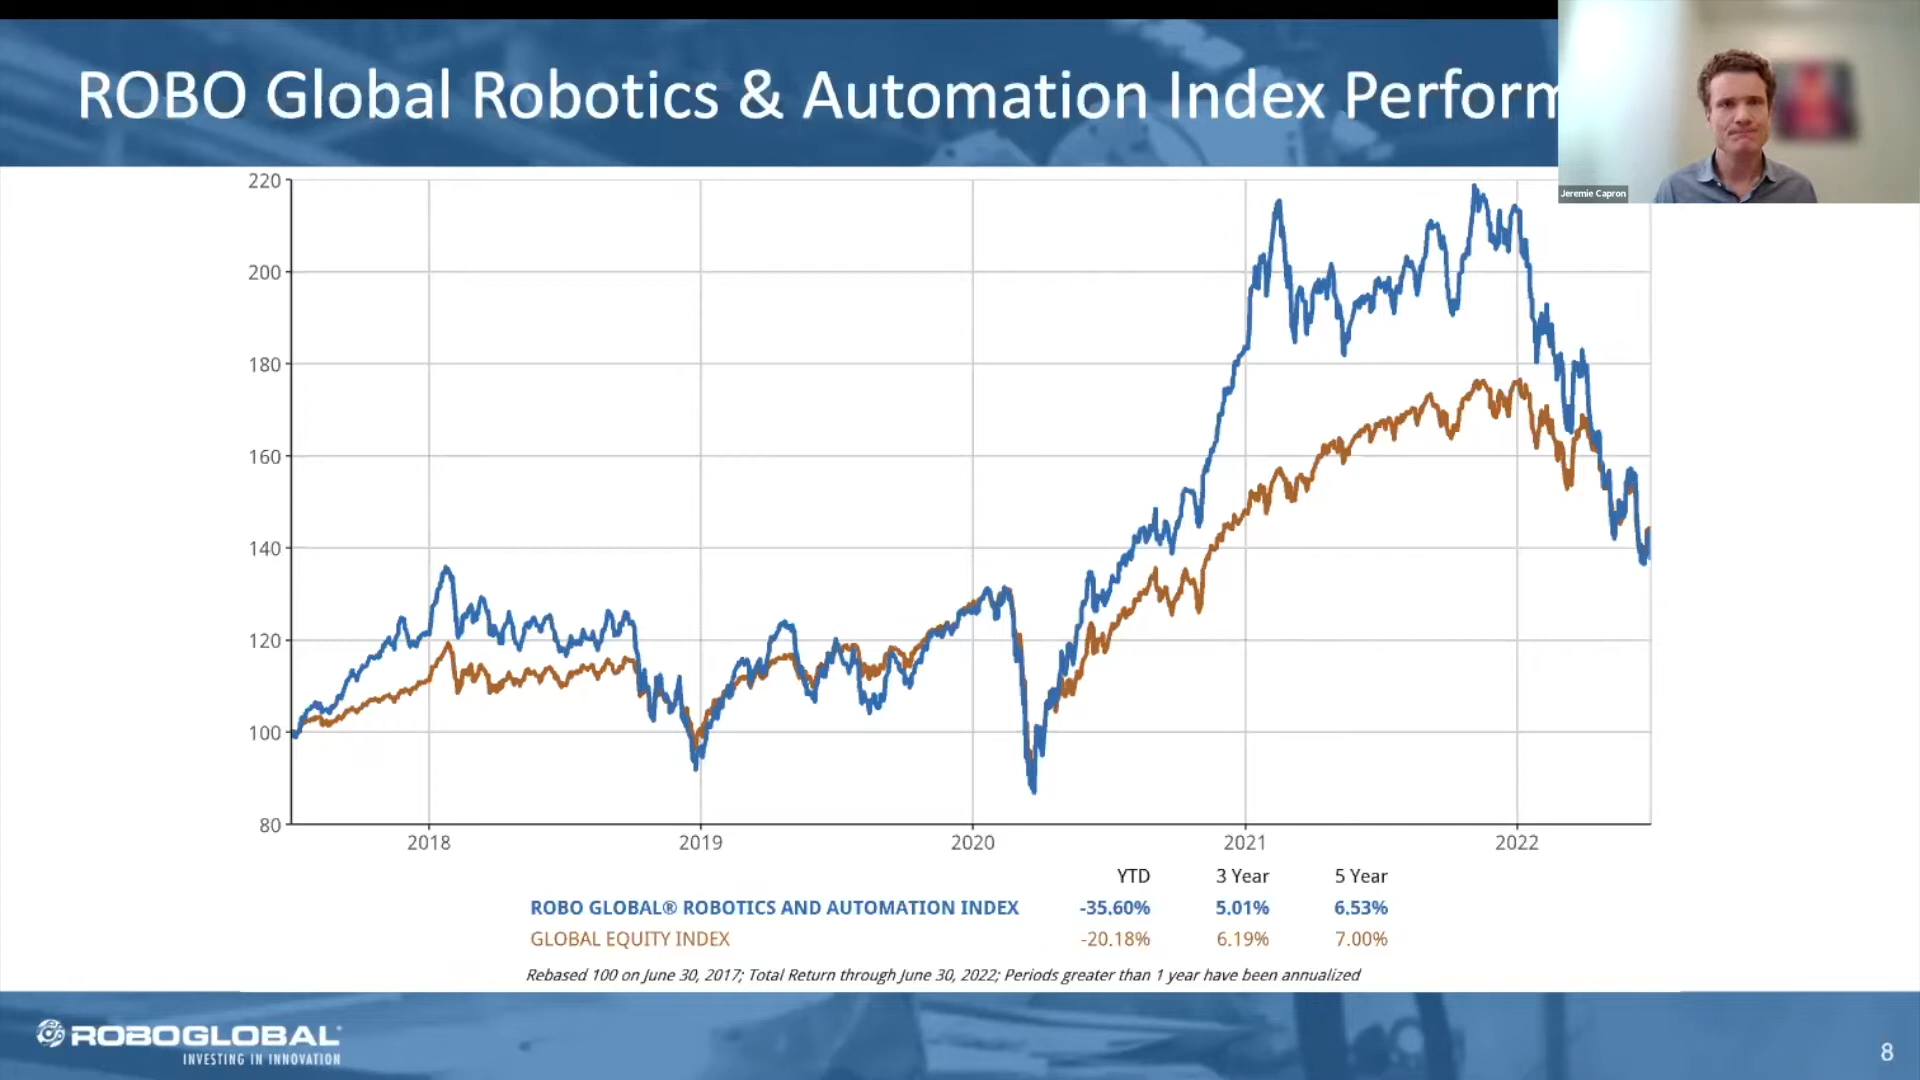 ROBO Global Robotics & Automation Index Perform
Jeremie Capron
220
200
180
160
140
120
100
80
2018 2019 2020 2021 2022
YTD 3 Year 5 Year
ROBO GLOBAL® ROBOTICS AND AUTOMATION INDEX -35.60% 5.01% 6.53%
GLOBAL EQUITY INDEX -20.18% 6.19% 7.00%
Rebased 100 on June 30, 2017; Total Return through June 30, 2022; Periods greater than 1 year have been annualized
ROBOGLOBAL
INVESTING IN INNOVATION
8